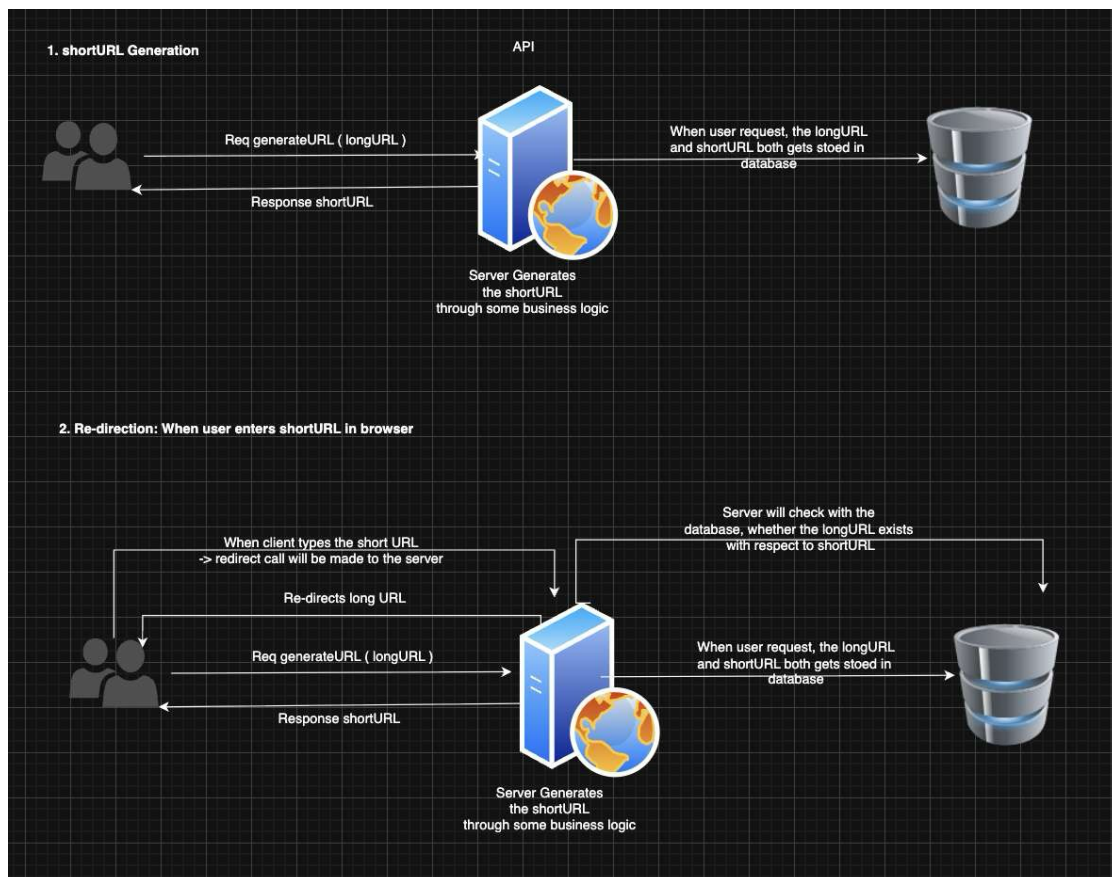 1. shortURL Generation
API
Req generateURL ( longURL )
Response shortURL
When user request, the longURL
and shortURL both gets stoed in
database
Server Generates
the shortURL
through some business logic
2. Re-direction: When user enters shortURL in browser
When client types the short URL
-> redirect call will be made to the server
Server will check with the
database, whether the longURL exists
with respect to shortURL
Re-directs long URL
Req generateURL ( longURL )
Response shortURL
When user request, the longURL
and shortURL both gets stoed in
database
Server Generates
the shortURL
through some business logic